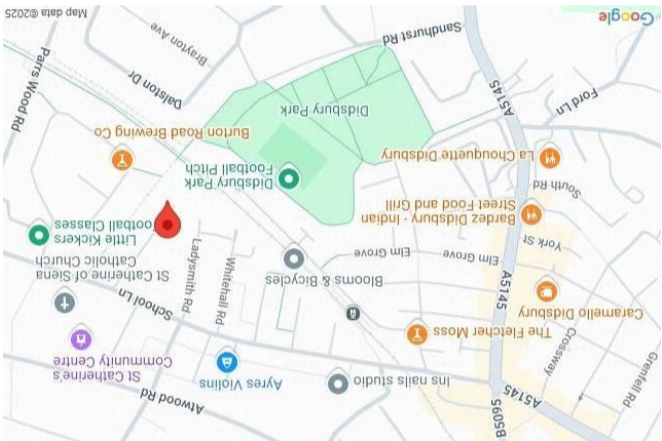 B5095
A5145
Atwood Rd
Ins nails studio
Ayres Violins
St Catherine's
Community Centre
Grenfell Rd
Crossway
The Fletcher Moss
Caramello Didsbury
School Ln
Whitehall Rd
Ladysmith Rd
St Catherine of Siena
Catholic Church
Blooms & Bicycles
A5145
Elm Grove
Elm Grove
York St
Little Kickers
ootball Classes
Bardez Didsbury - Indian
Street Food and Grill
South Rd
Didsbury Park
Football Pitch
La Chouquette Didsbury
Burton Road Brewing Co
Didsbury Park
Ford Ln
A5145
Dalston Dr
Parrs Wood Rd
Brayton Ave
Sandhurst Rd
Google
Map data ©2025